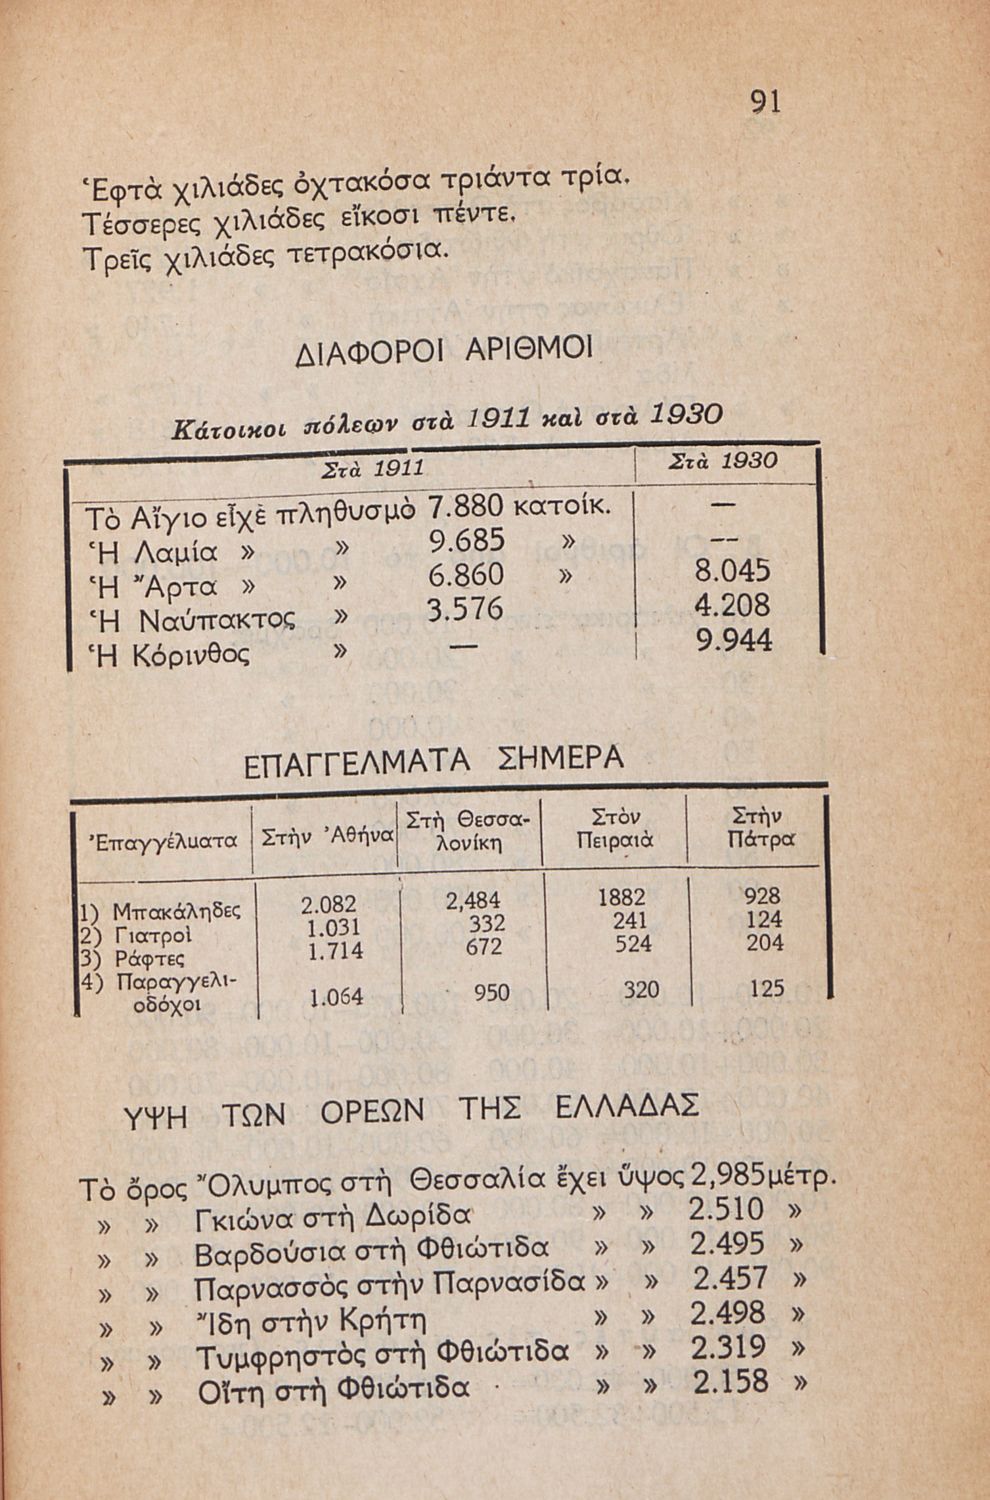 91
Ἑφτὰ χιλιάδες ὀχτακόσα τριάντα τρία.
Τέσσερες χιλιάδες εἴκοσι πέντε.
Τρεῖς χιλιάδες τετρακόσια.
ΔΙΑΦΟΡΟΙ ΑΡΙΘΜΟΙ
Κάτοικοι πόλεων στὰ 1911 καὶ στὰ 1930
Στὰ 1911 Στὰ 1930
Τὸ Αἴγιο εἶχὲ πληθυσμὸ 7.880 κατοίκ. —
Ἡ Λαμία » » 9.685 » —
Ἡ Ἄρτα » » 6.860 » 8.045
Ἡ Ναύπακτος » 3.576 4.208
Ἡ Κόρινθος » — 9.944
ΕΠΑΓΓΕΛΜΑΤΑ ΣΗΜΕΡΑ
Ἐπαγγέλματα Στὴν Ἀθήνα Στὴ Θεσσα- Στὸν Στὴν
λονίκη Πειραιὰ Πάτρα
1) Μπακάληδες 2.082 2,484 1882 928
2) Γιατροὶ 1.031 332 241 124
3) Ράφτες 1.714 672 524 204
4) Παραγγελι-
οδόχοι 1.064 950 320 125
ΥΨΗ ΤΩΝ ΟΡΕΩΝ ΤΗΣ ΕΛΛΑΔΑΣ
Τὸ ὄρος Ὄλυμπος στὴ Θεσσαλία ἔχει ὕψος 2,985 μέτρ.
» » Γκιώνα στὴ Δωρίδα » » 2.510 »
» » Βαρδούσια στὴ Φθιώτιδα » » 2.495 »
» » Παρνασσὸς στὴν Παρνασίδα » » 2.457 »
» » Ἴδη στὴν Κρήτη » » 2.498 »
» » Τυμφρηστὸς στὴ Φθιώτιδα » » 2.319 »
» » Οἴτη στὴ Φθιώτιδα » » 2.158 »